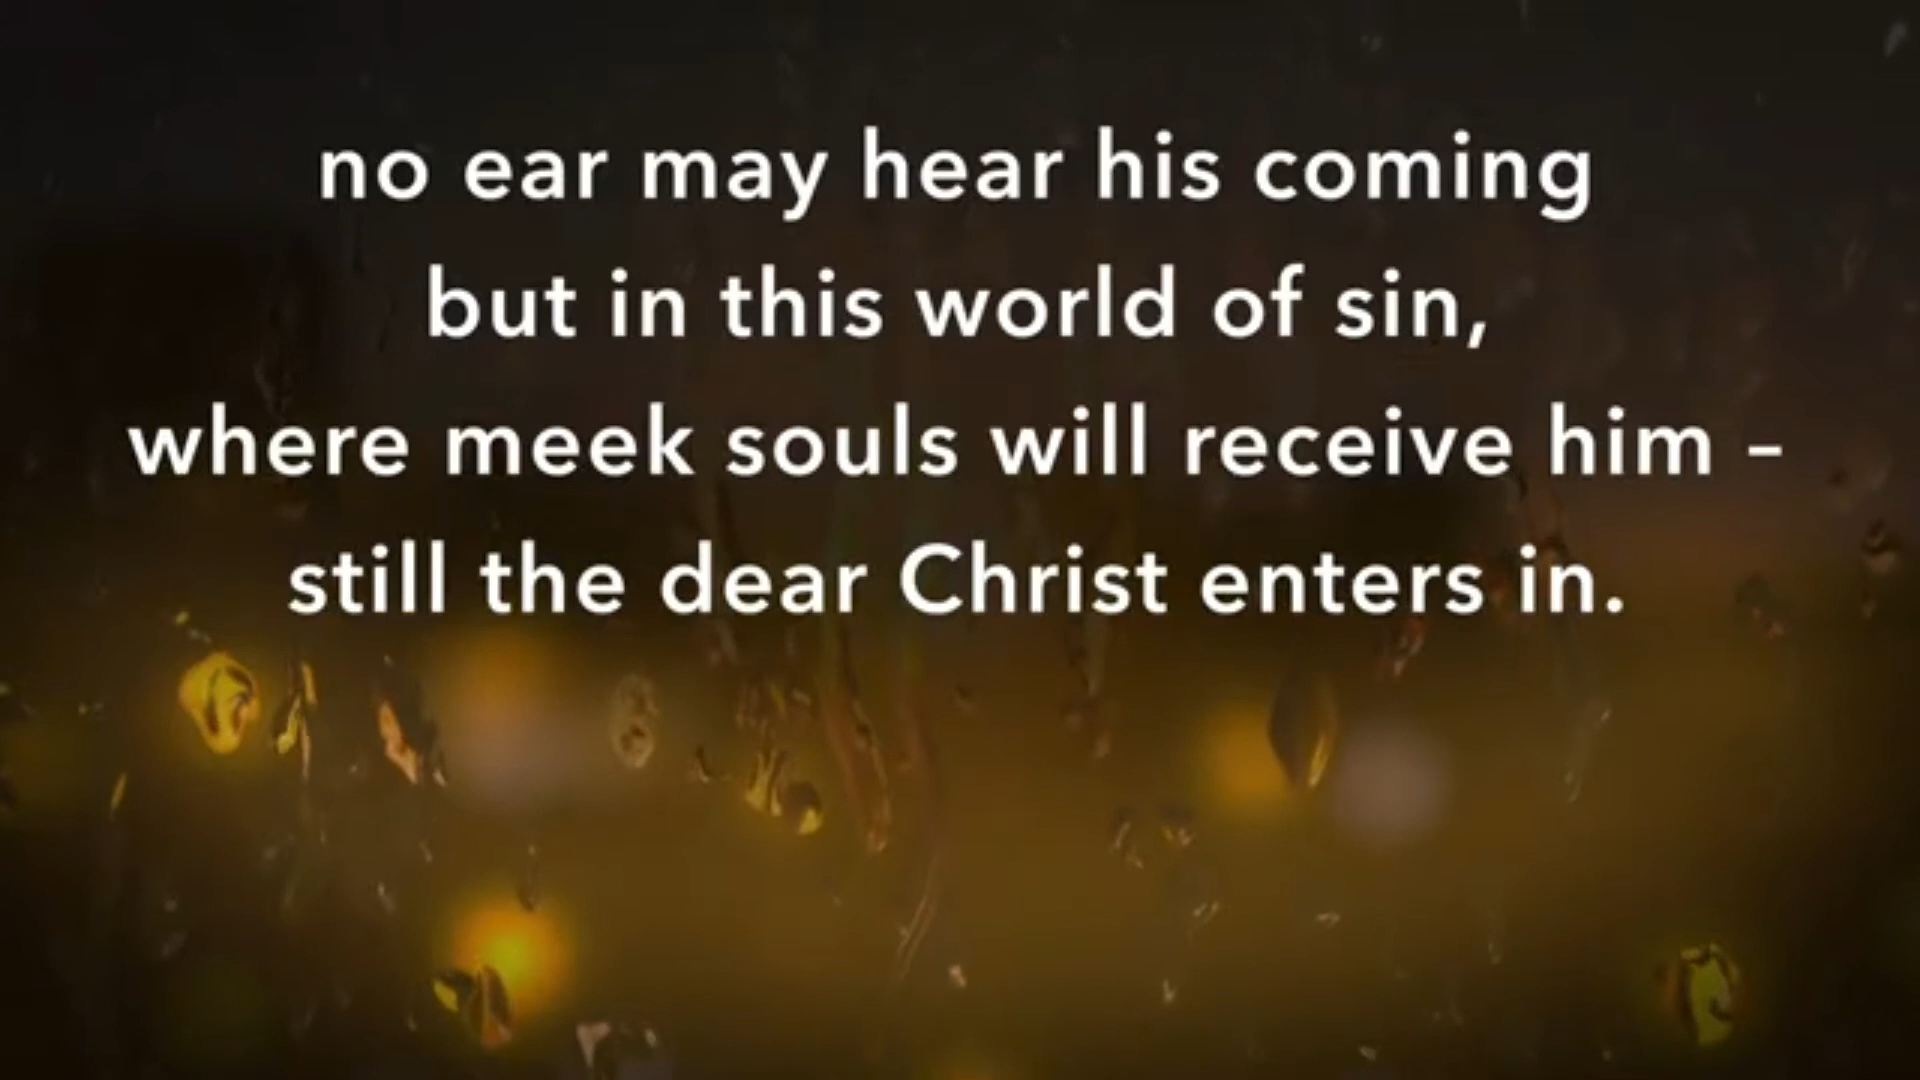 no ear may hear his coming
but in this world of sin,
where meek souls will receive him –
still the dear Christ enters in.